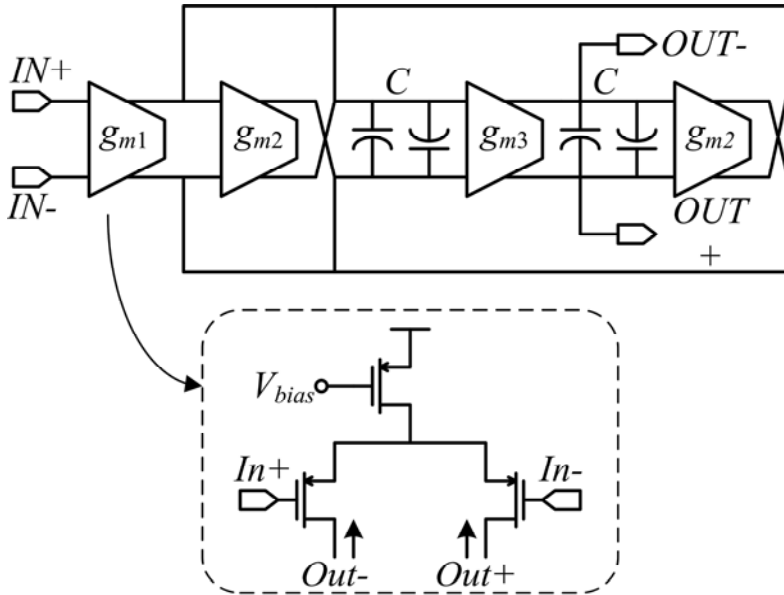 IN+
IN-
gm1
gm2
C
gm3
C
gm2
OUT-
OUT
+
Vbias
In+
In-
Out-
Out+